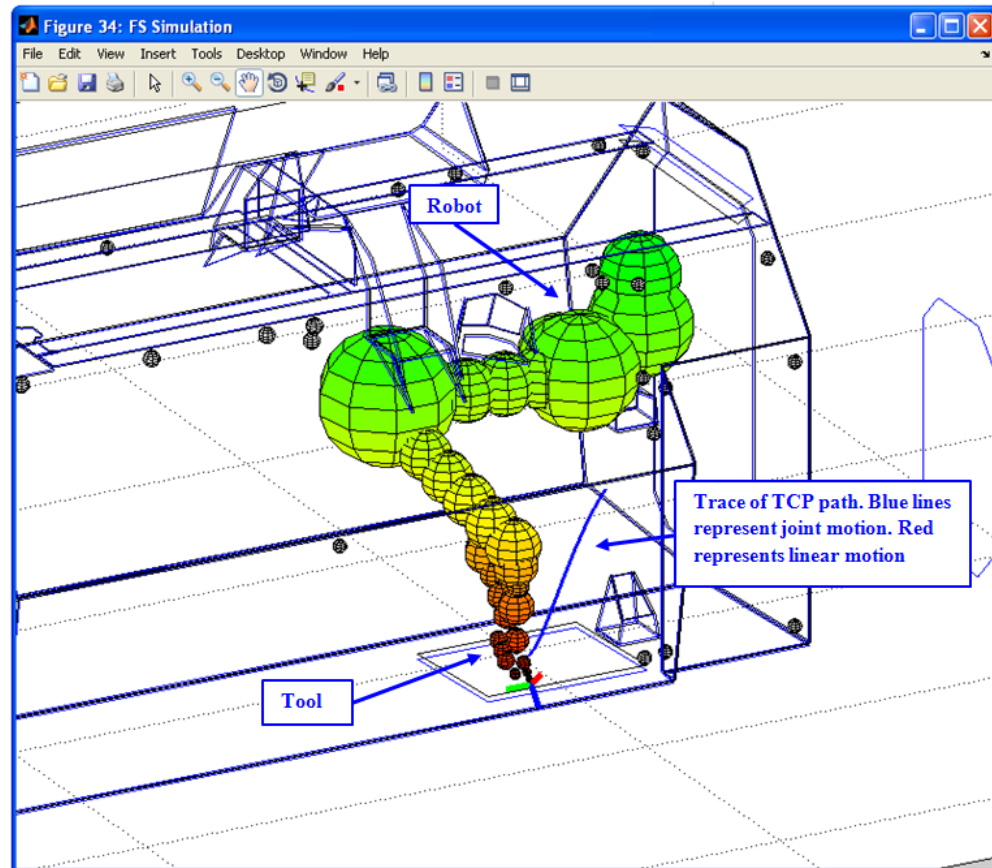 Figure 34: FS Simulation
File Edit View Insert Tools Desktop Window Help
Robot
Trace of TCP path. Blue lines
represent joint motion. Red
represents linear motion
Tool